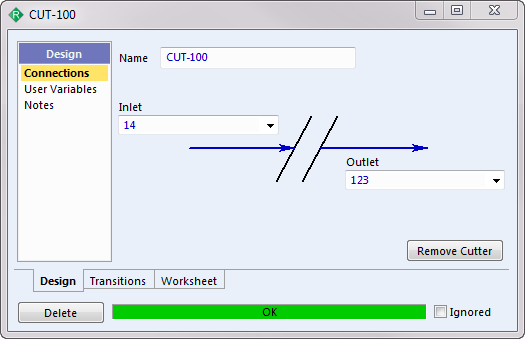 CUT-100
Design
Connections
User Variables
Notes
Name CUT-100
Inlet
14
Outlet
123
Remove Cutter
Design Transitions Worksheet
Delete OK Ignored